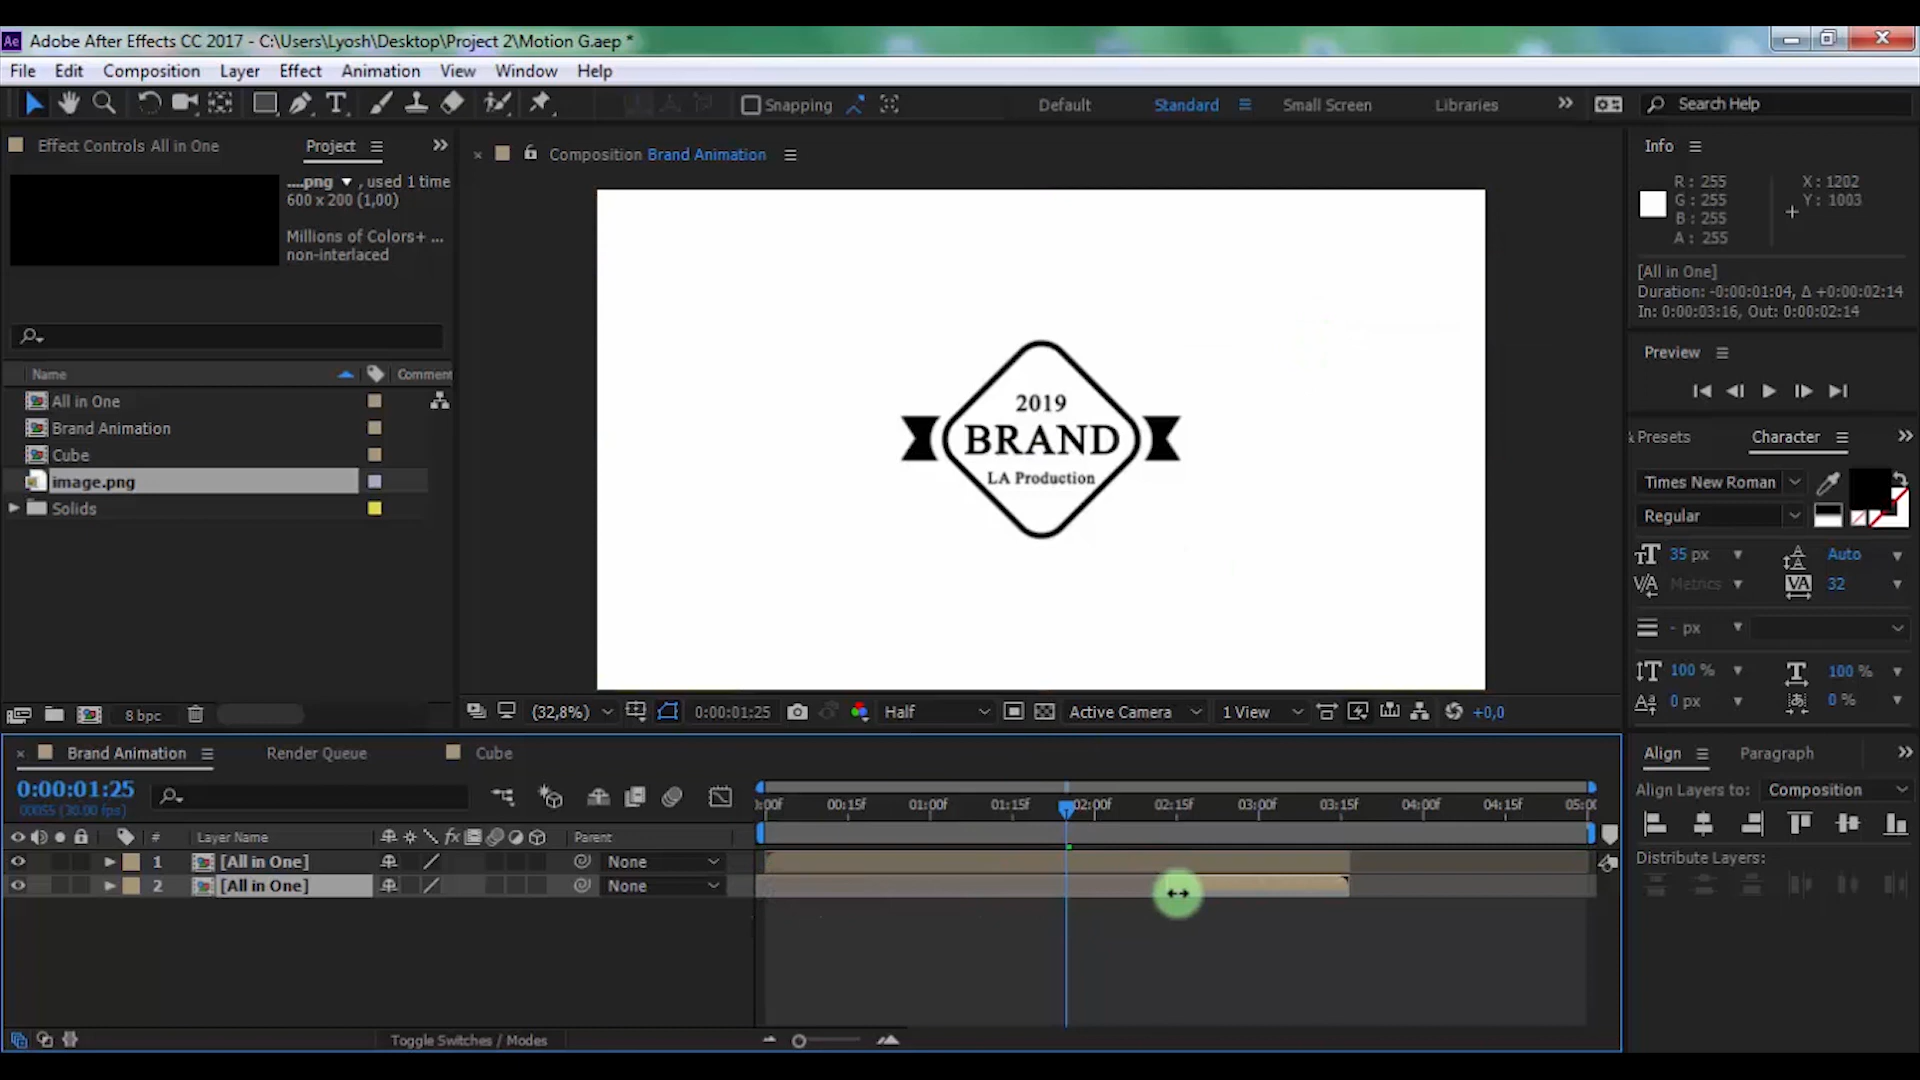 Ae Adobe After Effects CC 2017 - C:\Users\Lyosh\Desktop\Project 2\Motion G.aep *
File Edit Composition Layer Effect Animation View Window Help
Snapping Default Standard Small Screen Libraries Search Help
Effect Controls All in One
Project
....png ▼ , used 1 time
600 x 200 (1,00)
Millions of Colors+ ...
non-interlaced
Name Comment
All in One
Brand Animation
Cube
image.png
Solids
8 bpc
Composition Brand Animation
2019
BRAND
LA Production
(32,8%) 0:00:01:25 Half Active Camera 1 View +0,0
Info
R : 255
G : 255
B : 255
A : 255
X : 1202
Y : 1003
[All in One]
Duration: -0:00:01:04, Δ +0:00:02:14
In: 0:00:03:16, Out: 0:00:02:14
Preview
& Presets Character
Times New Roman
Regular
35 px Auto
Metrics 32
- px
100 % 100 %
0 px 0 %
Brand Animation Render Queue Cube
0:00:01:25
00055 (30.00 fps)
:00f 00:15f 01:00f 01:15f 02:00f 02:15f 03:00f 03:15f 04:00f 04:15f 05:00
# Layer Name Parent
1 [All in One] None
2 [All in One] None
Toggle Switches / Modes
Align Paragraph
Align Layers to: Composition
Distribute Layers: